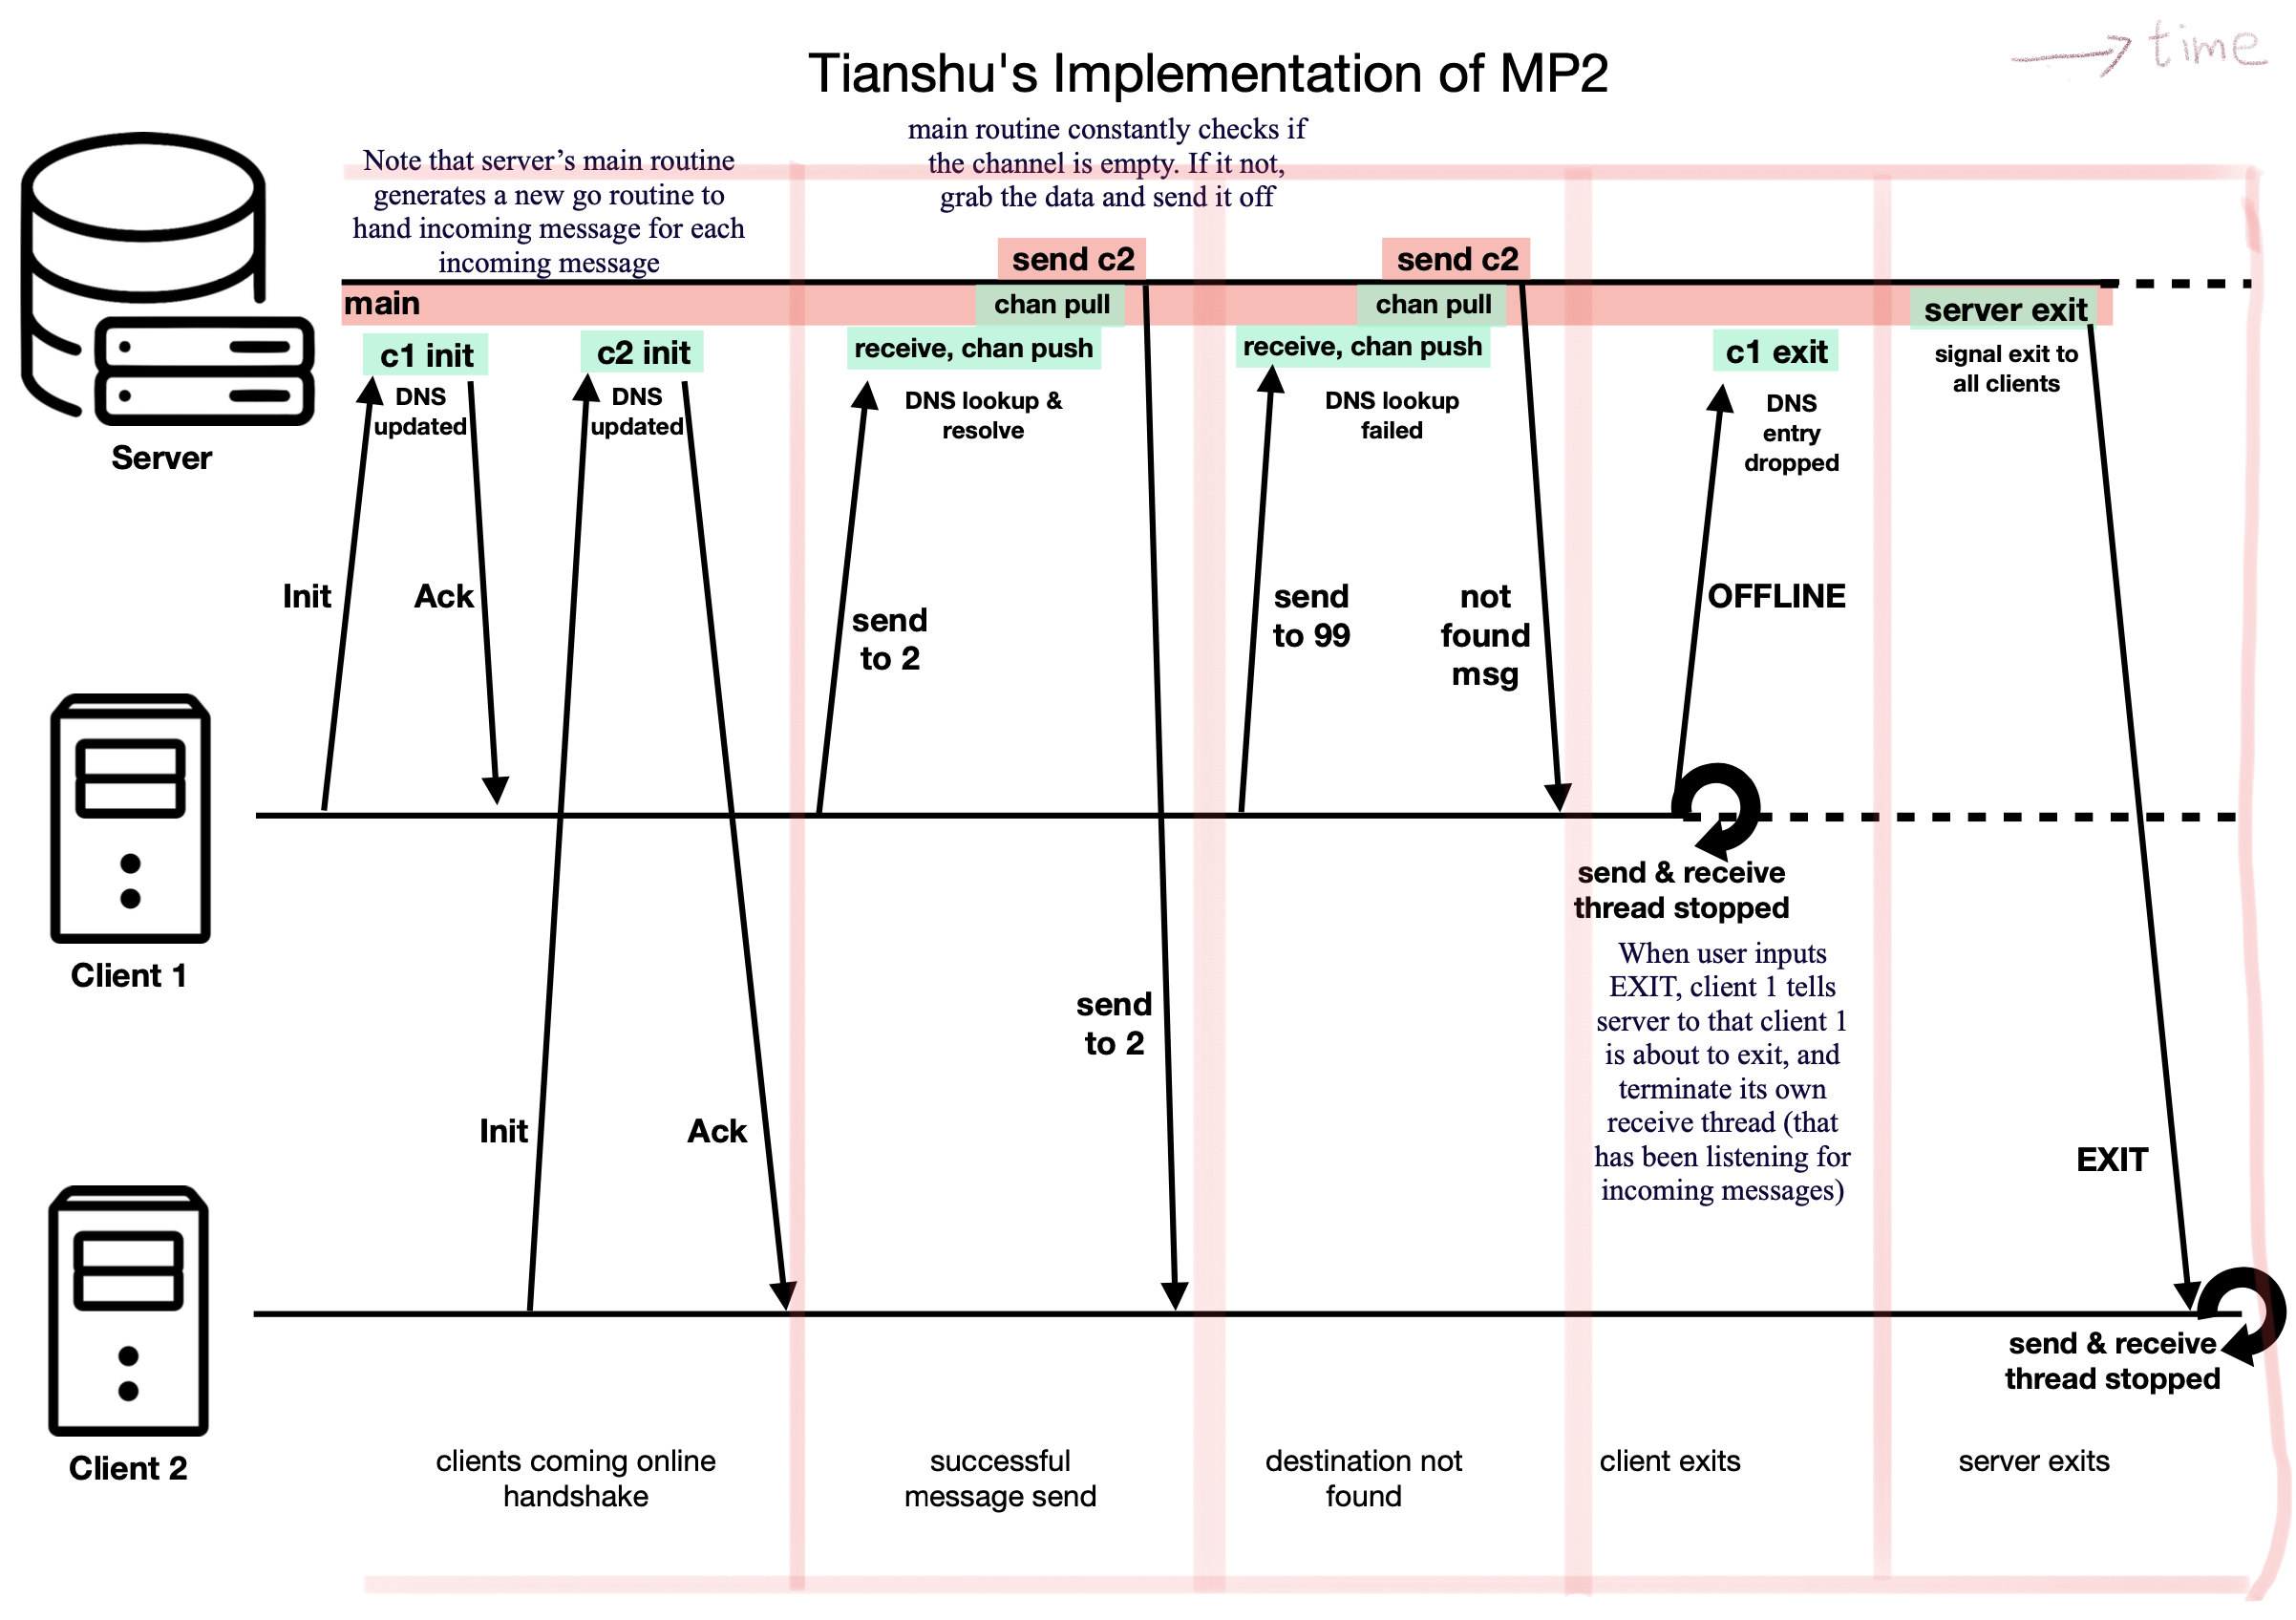 time
Tianshu's Implementation of MP2
main routine constantly checks if
the channel is empty. If it not,
grab the data and send it off
Note that server’s main routine
generates a new go routine to
hand incoming message for each
incoming message
send c2
send c2
main
chan pull
chan pull
server exit
c1 init
c2 init
receive, chan push
receive, chan push
c1 exit
signal exit to
all clients
DNS
updated
DNS
updated
DNS lookup &
resolve
DNS lookup
failed
DNS
entry
dropped
Server
Init
Ack
send
to 2
send
to 99
not
found
msg
OFFLINE
send & receive
thread stopped
Client 1
When user inputs
EXIT, client 1 tells
server to that client 1
is about to exit, and
terminate its own
receive thread (that
has been listening for
incoming messages)
send
to 2
Init
Ack
EXIT
send & receive
thread stopped
Client 2
clients coming online
handshake
successful
message send
destination not
found
client exits
server exits